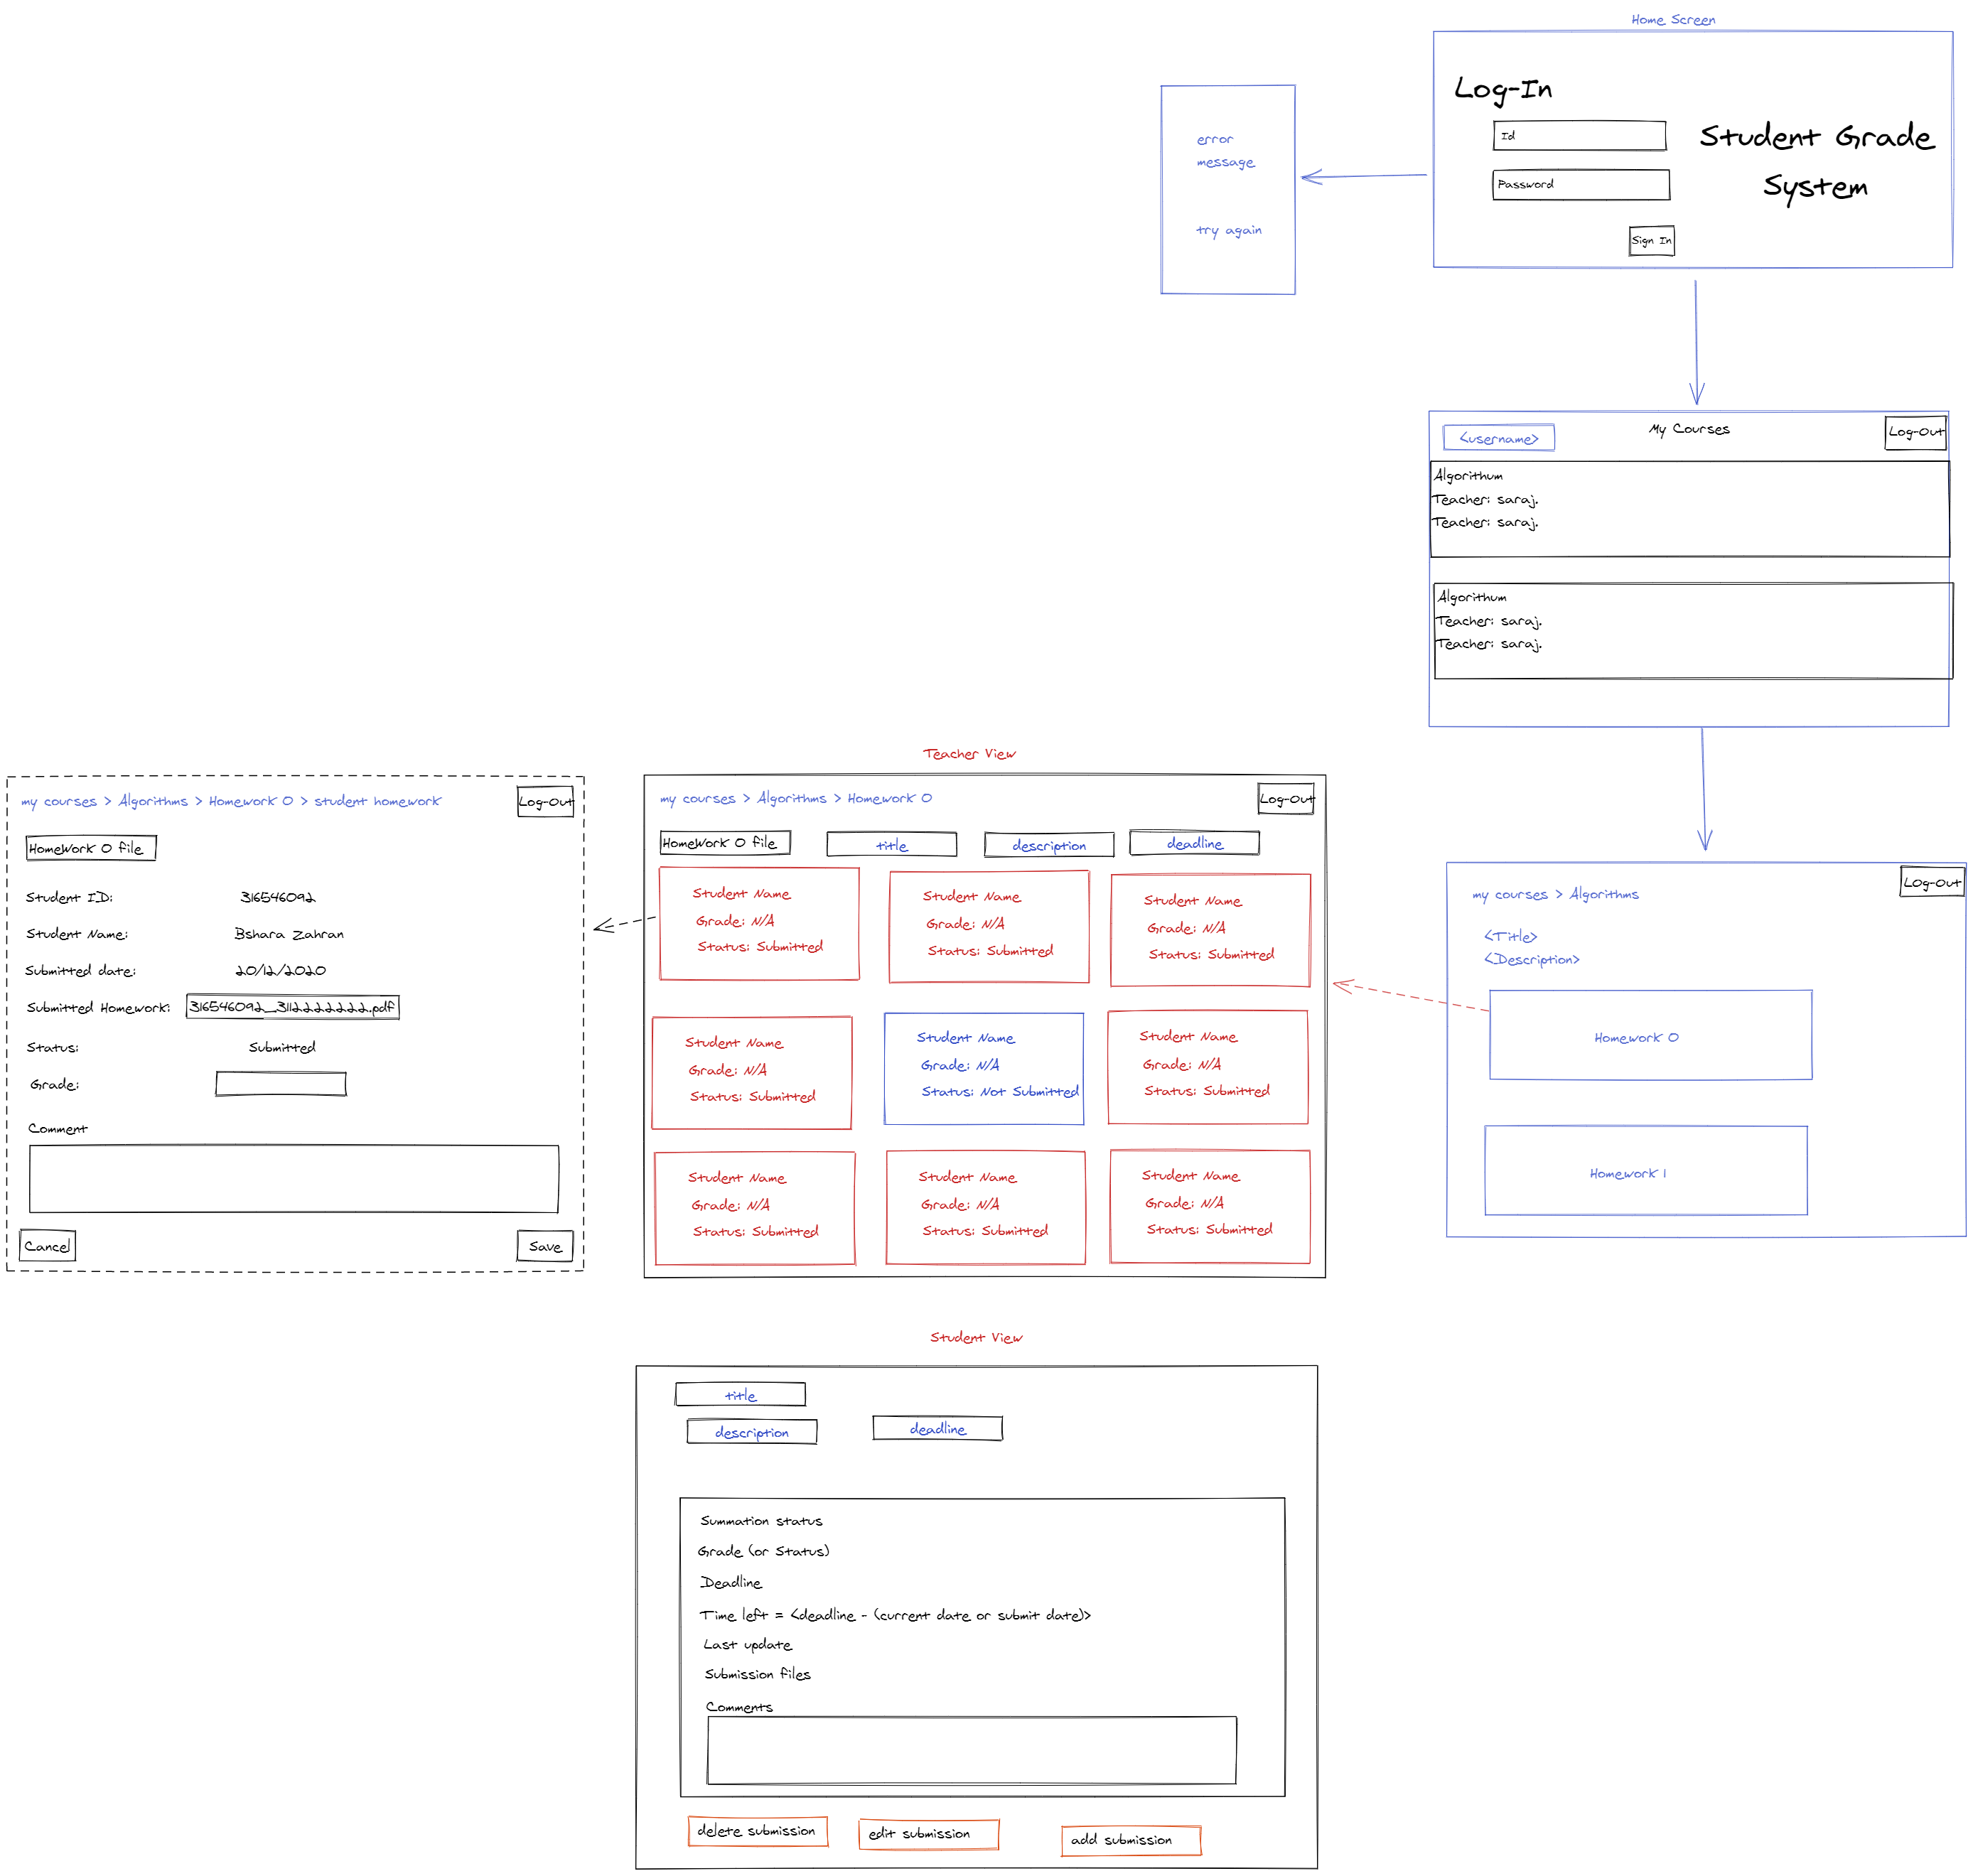 Home Screen
Log-In
Id
Password
Sign In
Student Grade
System
error
message
try again
<username>
My Courses
Log-Out
Algorithum
Teacher: saraj.
Teacher: saraj.
Algorithum
Teacher: saraj.
Teacher: saraj.
my courses > Algorithms
Log-Out
<Title>
<Description>
Homework 0
Homework 1
Teacher View
my courses > Algorithms > Homework 0
Log-Out
HomeWork 0 file
title
description
deadline
Student Name
Grade: N/A
Status: Submitted
Student Name
Grade: N/A
Status: Submitted
Student Name
Grade: N/A
Status: Submitted
Student Name
Grade: N/A
Status: Submitted
Student Name
Grade: N/A
Status: Not Submitted
Student Name
Grade: N/A
Status: Submitted
Student Name
Grade: N/A
Status: Submitted
Student Name
Grade: N/A
Status: Submitted
Student Name
Grade: N/A
Status: Submitted
my courses > Algorithms > Homework 0 > student homework
Log-Out
HomeWork 0 file
Student ID: 316546092
Student Name: Bshara Zahran
Submitted date: 20/12/2020
Submitted Homework: 316546092_3112222222.pdf
Status: Submitted
Grade:
Comment
Cancel
Save
Student View
title
description
deadline
Summation status
Grade (or Status)
Deadline
Time left = <deadline - (current date or submit date)>
Last update
Submission files
Comments
delete submission
edit submission
add submission